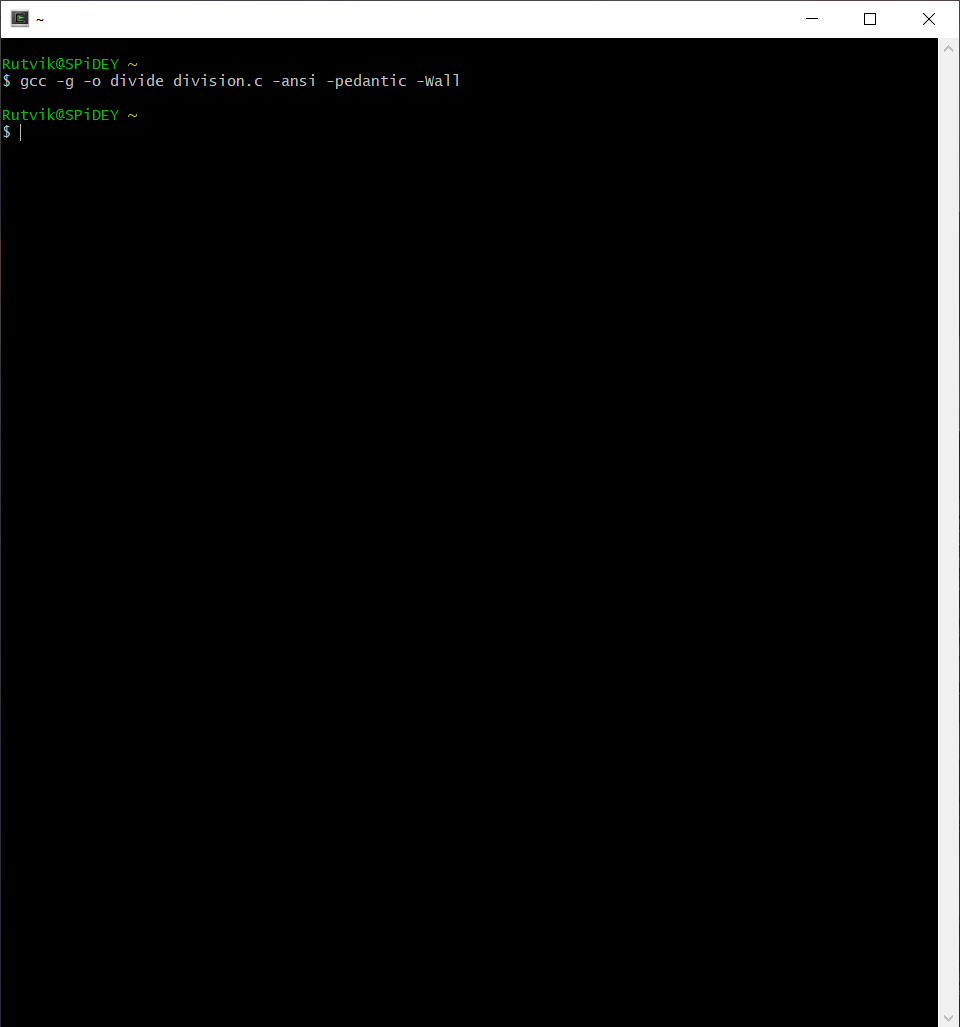 ~
Rutvik@SPiDEY ~
$ gcc -g -o divide division.c -ansi -pedantic -Wall
Rutvik@SPiDEY ~
$